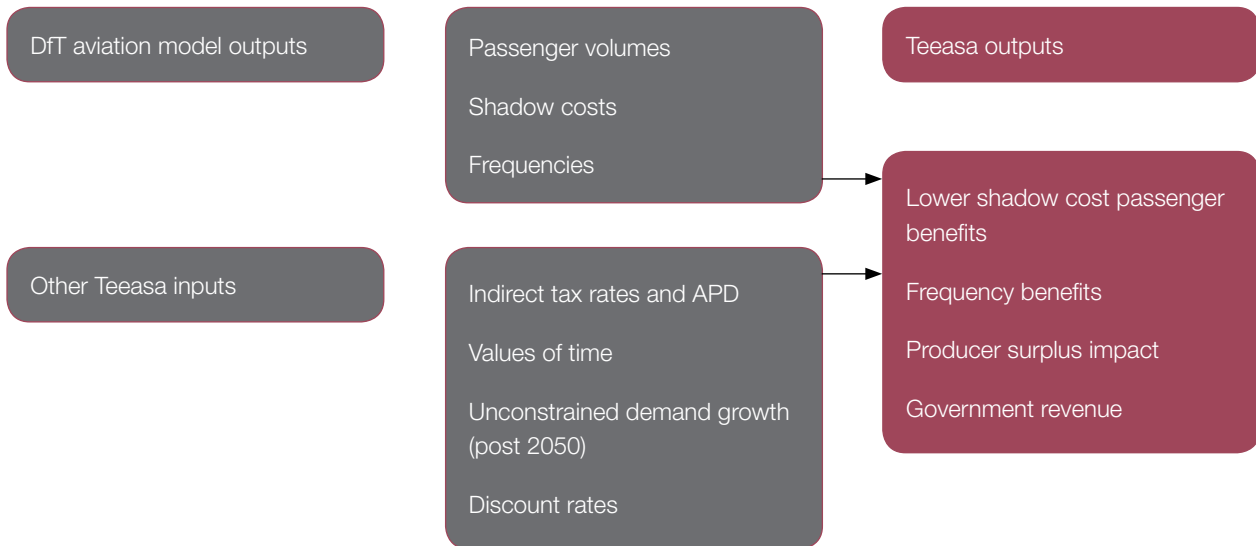 DfT aviation model outputs
Passenger volumes
Shadow costs
Frequencies
Teeasa outputs
Lower shadow cost passenger
benefits
Frequency benefits
Producer surplus impact
Government revenue
Other Teeasa inputs
Indirect tax rates and APD
Values of time
Unconstrained demand growth
(post 2050)
Discount rates